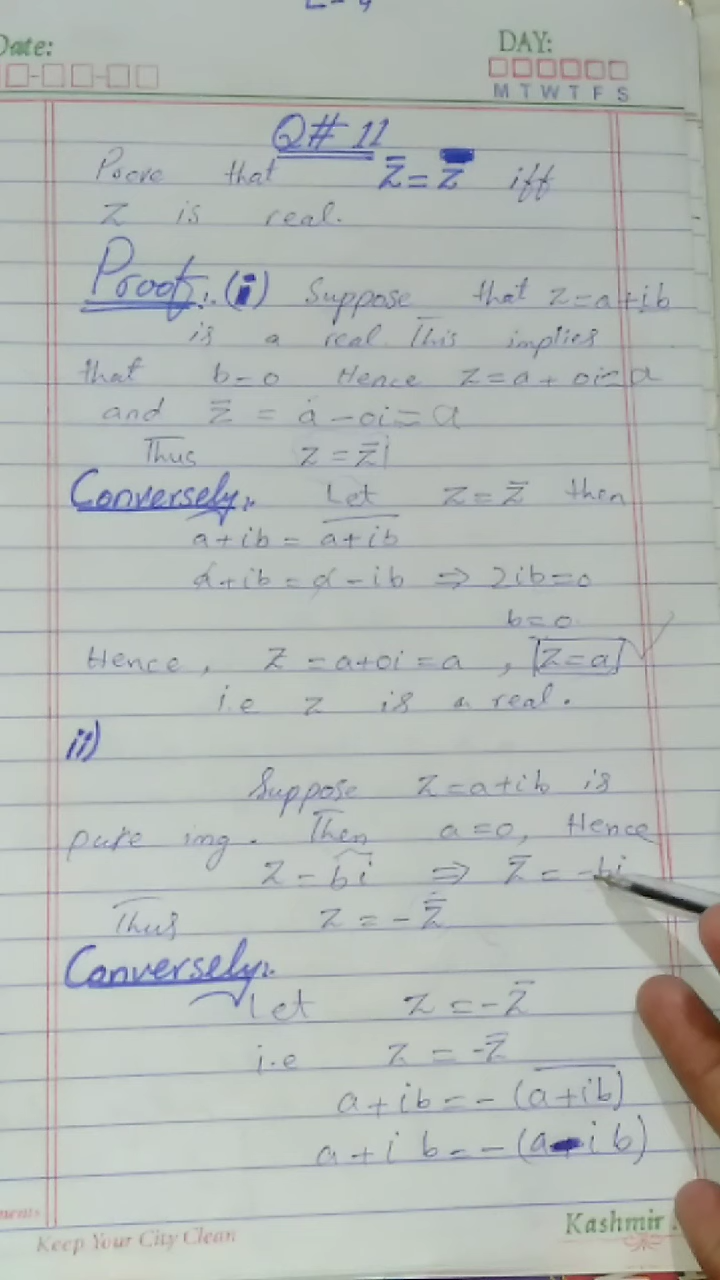 Date:
DAY:
M T W T F S
Q# 11
Prove that z̄ = z̄ iff
Z is real.
Proof:. (i) Suppose that z=a+ib
is a real. This implies
that b=0 Hence z=a+0i=a
and z̄ = a-0i=a
Thus z = z̄
Conversely:. Let z=z̄ then
a+ib = \overline{a+ib}
a+ib = a-ib ⇒ 2ib=0
b=0.
Hence, Z = a+0i=a , Z=a
i.e z is a real.
ii)
Suppose z=a+ib is
pure img. Then a=0, Hence
Z = bi ⇒ z̄ = -bi
Thus z = -z̄
Conversely:.
Let z = -z̄
i.e z = -z̄
a+ib = -(\overline{a+ib})
a+ib = -(a-ib)
Keep Your City Clean
Kashmir